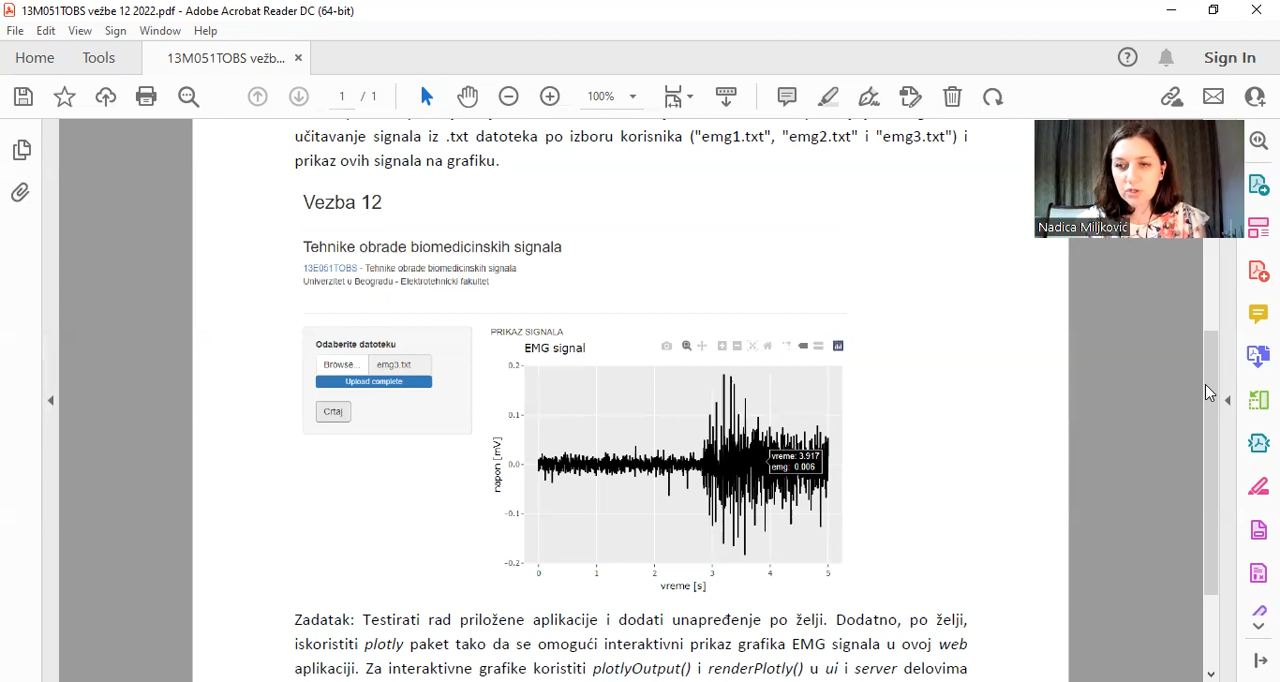 13M051TOBS vežbe 12 2022.pdf - Adobe Acrobat Reader DC (64-bit)
File Edit View Sign Window Help
Home Tools 13M051TOBS vežb... × Sign In
1 / 1 100%
učitavanje signala iz .txt datoteka po izboru korisnika ("emg1.txt", "emg2.txt" i "emg3.txt") i
prikaz ovih signala na grafiku.
Nadica Miljković
Vezba 12
Tehnike obrade biomedicinskih signala
13E051TOBS - Tehnike obrade biomedicinskih signala
Univerzitet u Beogradu - Elektrotehnicki fakultet
Odaberite datoteku
Browse... emg3.txt
Upload complete
Crtaj
PRIKAZ SIGNALA
EMG signal
0.2
0.1
0.0
-0.1
-0.2
napon [mV]
vreme: 3.917
emg: 0.006
0 1 2 3 4 5
vreme [s]
Zadatak: Testirati rad priložene aplikacije i dodati unapređenje po želji. Dodatno, po želji,
iskoristiti plotly paket tako da se omogući interaktivni prikaz grafika EMG signala u ovoj web
aplikaciji. Za interaktivne grafike koristiti plotlyOutput() i renderPlotly() u ui i server delovima